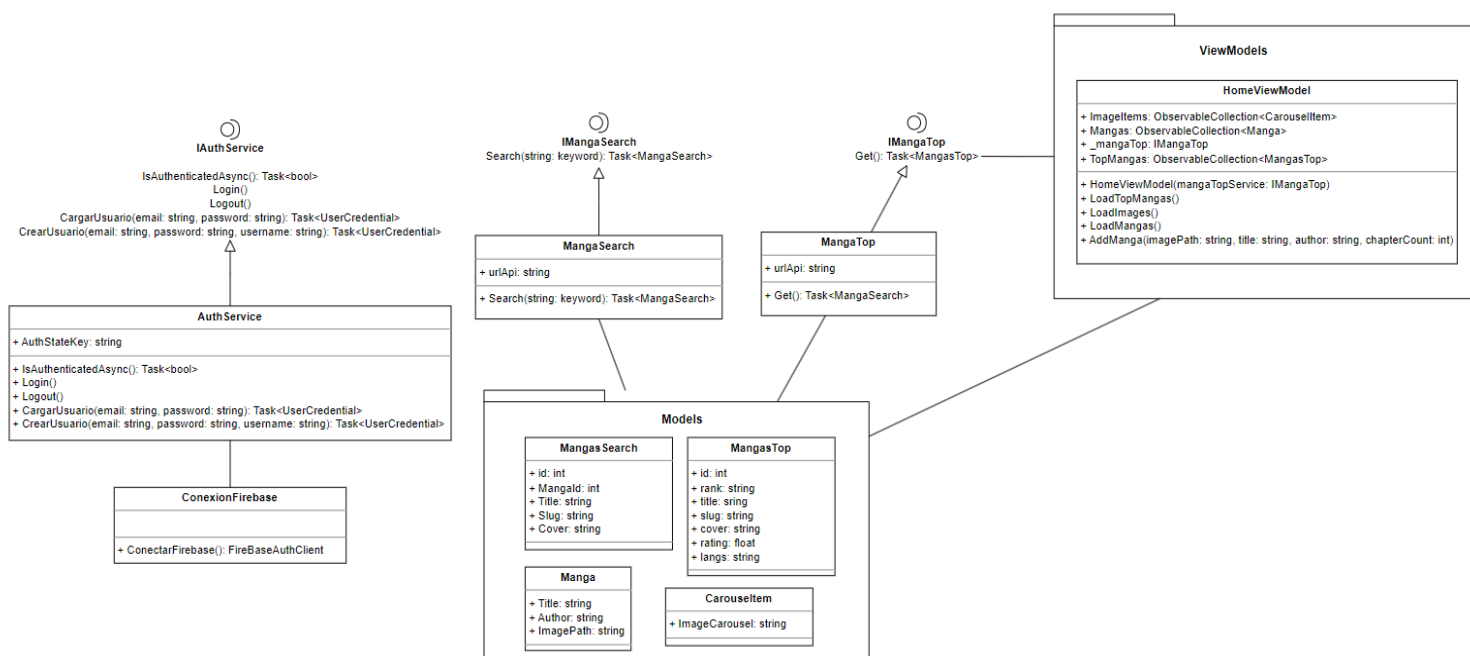 IAuthService
IsAuthenticatedAsync(): Task<bool>
Login()
Logout()
CargarUsuario(email: string, password: string): Task<UserCredential>
CrearUsuario(email: string, password: string, username: string): Task<UserCredential>
AuthService
+ AuthStateKey: string
+ IsAuthenticatedAsync(): Task<bool>
+ Login()
+ Logout()
+ CargarUsuario(email: string, password: string): Task<UserCredential>
+ CrearUsuario(email: string, password: string, username: string): Task<UserCredential>
ConexionFirebase
+ ConectarFirebase(): FireBaseAuthClient
IMangaSearch
Search(string: keyword): Task<MangaSearch>
MangaSearch
+ urlApi: string
+ Search(string: keyword): Task<MangaSearch>
IMangaTop
Get(): Task<MangasTop>
MangaTop
+ urlApi: string
+ Get(): Task<MangaSearch>
ViewModels
HomeViewModel
+ ImageItems: ObservableCollection<CarouselItem>
+ Mangas: ObservableCollection<Manga>
+ _mangaTop: IMangaTop
+ TopMangas: ObservableCollection<MangasTop>
+ HomeViewModel(mangaTopService: IMangaTop)
+ LoadTopMangas()
+ LoadImages()
+ LoadMangas()
+ AddManga(imagePath: string, title: string, author: string, chapterCount: int)
Models
MangasSearch
+ id: int
+ MangaId: int
+ Title: string
+ Slug: string
+ Cover: string
MangasTop
+ id: int
+ rank: string
+ title: sring
+ slug: string
+ cover: string
+ rating: float
+ langs: string
Manga
+ Title: string
+ Author: string
+ ImagePath: string
CarouselItem
+ ImageCarousel: string